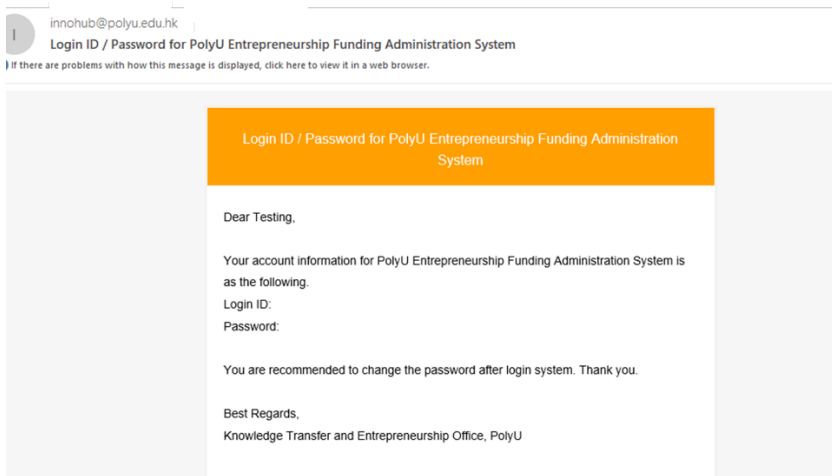 I
innohub@polyu.edu.hk
Login ID / Password for PolyU Entrepreneurship Funding Administration System
If there are problems with how this message is displayed, click here to view it in a web browser.
Login ID / Password for PolyU Entrepreneurship Funding Administration
System
Dear Testing,
Your account information for PolyU Entrepreneurship Funding Administration System is
as the following.
Login ID:
Password:
You are recommended to change the password after login system. Thank you.
Best Regards,
Knowledge Transfer and Entrepreneurship Office, PolyU